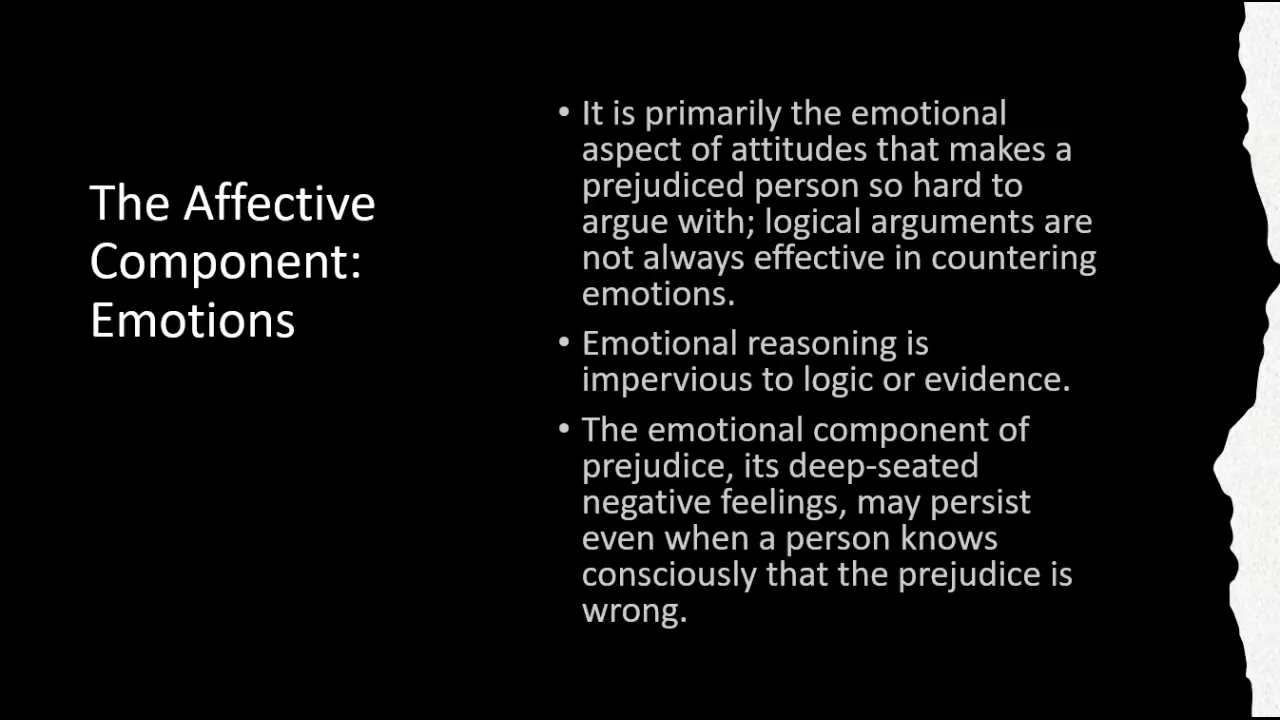 The Affective
Component:
Emotions
• It is primarily the emotional
aspect of attitudes that makes a
prejudiced person so hard to
argue with; logical arguments are
not always effective in countering
emotions.
• Emotional reasoning is
impervious to logic or evidence.
• The emotional component of
prejudice, its deep-seated
negative feelings, may persist
even when a person knows
consciously that the prejudice is
wrong.